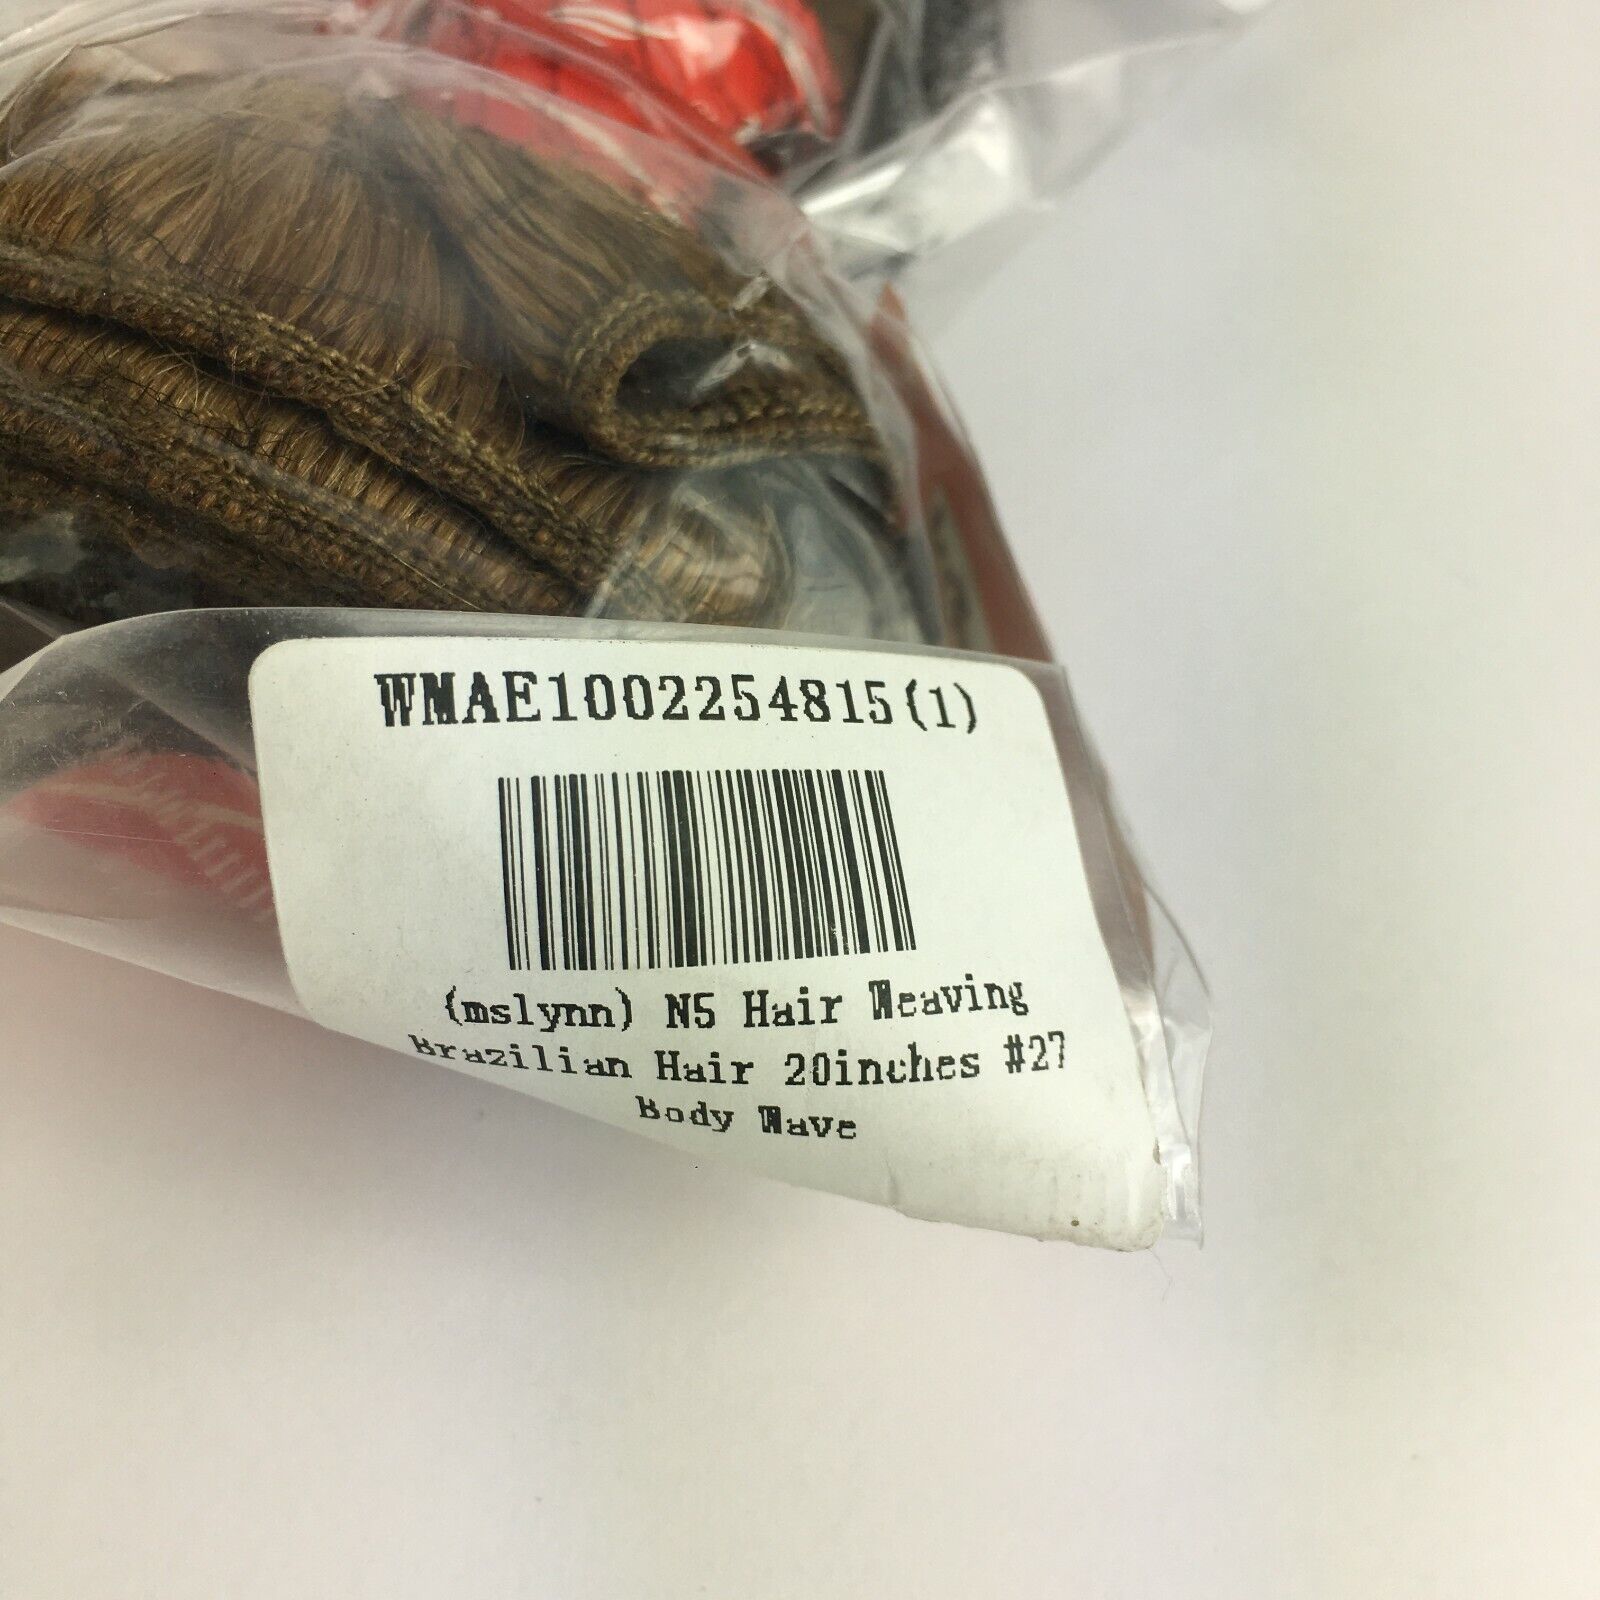 WMAE1002254815(1)
(mslynn) N5 Hair Weaving
Brazilian Hair 20inches #27
Body Wave